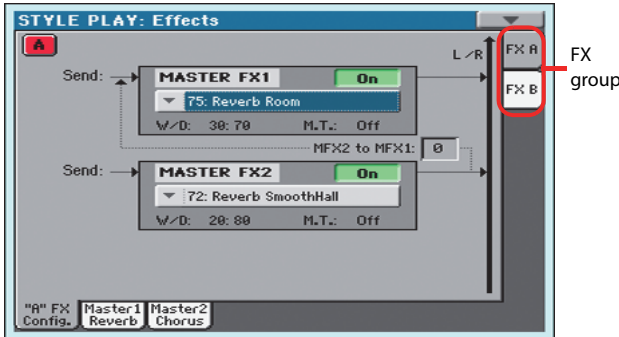 STYLE PLAY: Effects
A
L/R
FX A
FX B
FX
group
Send:
MASTER FX1
On
75: Reverb Room
W/D: 30:70 M.T.: Off
MFX2 to MFX1: 0
Send:
MASTER FX2
On
72: Reverb SmoothHall
W/D: 20:80 M.T.: Off
"A" FX
Config.
Master1
Reverb
Master2
Chorus